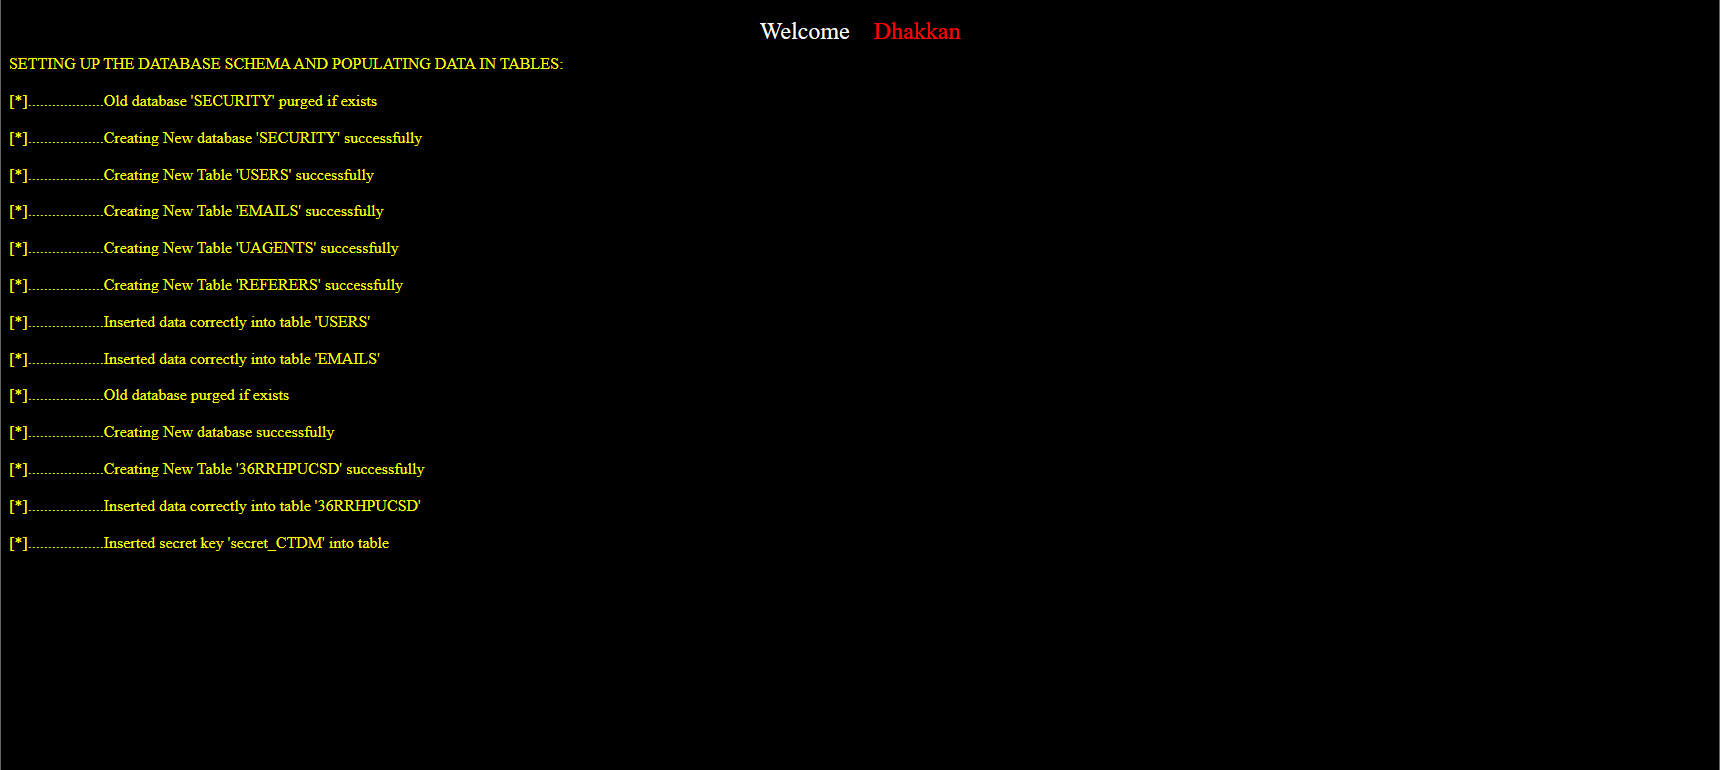 Welcome Dhakkan
SETTING UP THE DATABASE SCHEMA AND POPULATING DATA IN TABLES:
[*]...................Old database 'SECURITY' purged if exists
[*]...................Creating New database 'SECURITY' successfully
[*]...................Creating New Table 'USERS' successfully
[*]...................Creating New Table 'EMAILS' successfully
[*]...................Creating New Table 'UAGENTS' successfully
[*]...................Creating New Table 'REFERERS' successfully
[*]...................Inserted data correctly into table 'USERS'
[*]...................Inserted data correctly into table 'EMAILS'
[*]...................Old database purged if exists
[*]...................Creating New database successfully
[*]...................Creating New Table '36RRHPUCSD' successfully
[*]...................Inserted data correctly into table '36RRHPUCSD'
[*]...................Inserted secret key 'secret_CTDM' into table